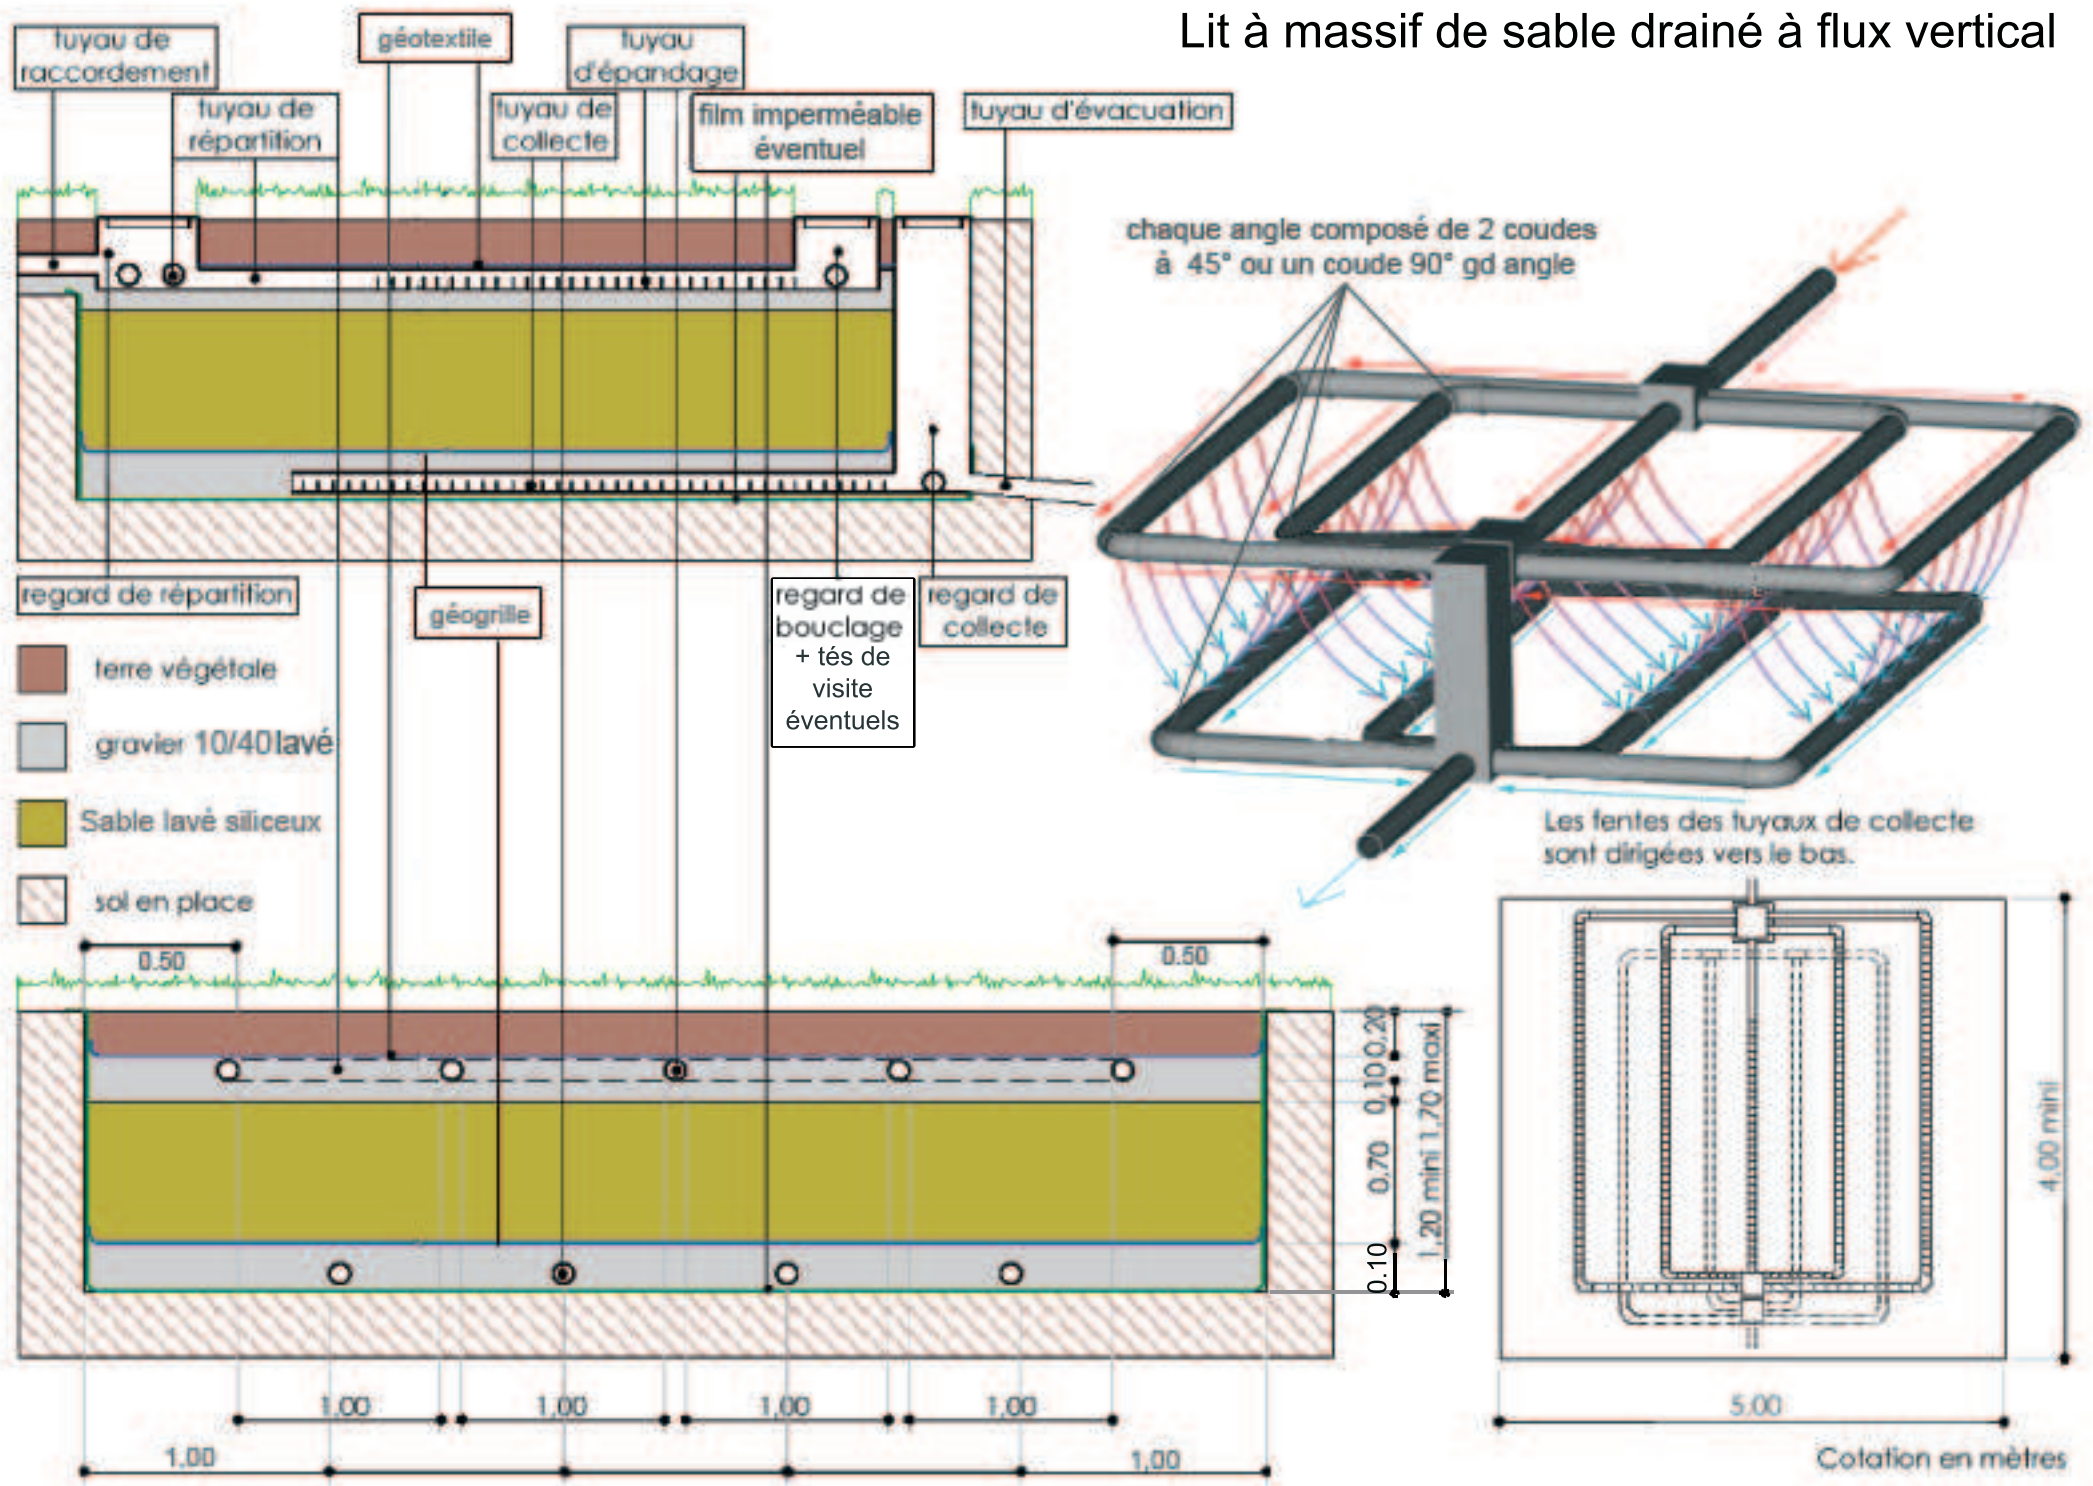 Lit à massif de sable drainé à flux vertical
tuyau de
raccordement
géotextile
tuyau
d'épandage
tuyau de
répartition
tuyau de
collecte
film imperméable
éventuel
tuyau d'évacuation
chaque angle composé de 2 coudes
à 45° ou un coude 90° gd angle
regard de répartition
géogrille
regard de
bouclage
+ tés de
visite
éventuels
regard de
collecte
terre végétale
gravier 10/40 lavé
Sable lavé siliceux
sol en place
Les fentes des tuyaux de collecte
sont dirigées vers le bas.
0.50
0.50
0,20
0,10
0,70
0.10
1,20 mini 1,70 maxi
4,00 mini
1,00
1,00
1,00
1,00
5.00
1,00
1,00
Cotation en mètres